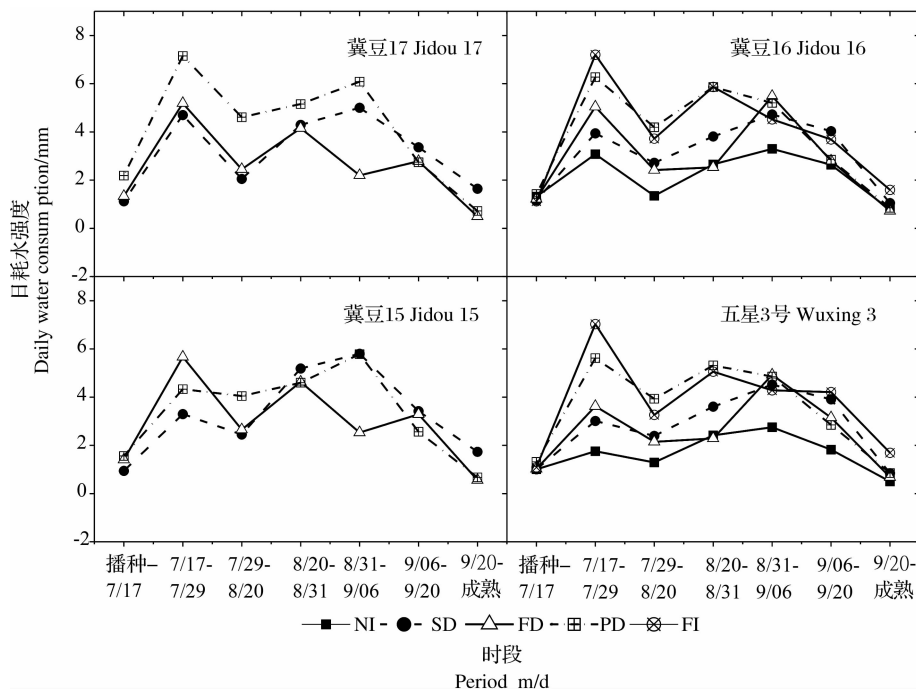 冀豆17 Jidou 17
冀豆16 Jidou 16
8
6
4
2
0
-2
冀豆15 Jidou 15
五星3号 Wuxing 3
8
6
4
2
0
-2
日耗水强度
Daily water consum ption/mm
播种–
7/17
7/17-
7/29
7/29-
8/20
8/20-
8/31
8/31-
9/06
9/06-
9/20
9/20-
成熟
播种–
7/17
7/17-
7/29
7/29-
8/20
8/20-
8/31
8/31-
9/06
9/06-
9/20
9/20-
成熟
NI SD FD PD FI
时段
Period m/d